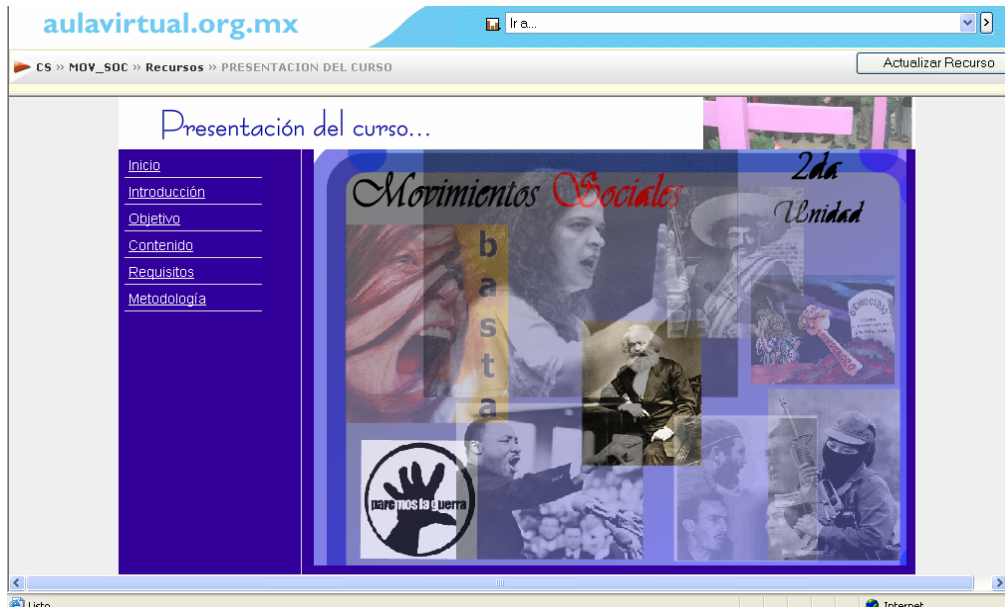 aulavirtual.org.mx
Ir a...
CS » MOV_SOC » Recursos » PRESENTACION DEL CURSO
Actualizar Recurso
Presentación del curso...
Inicio
Introducción
Objetivo
Contenido
Requisitos
Metodología
Movimientos Sociales
2da
Unidad
basta
GENOCIDIO
paremos la guerra
Listo
Internet